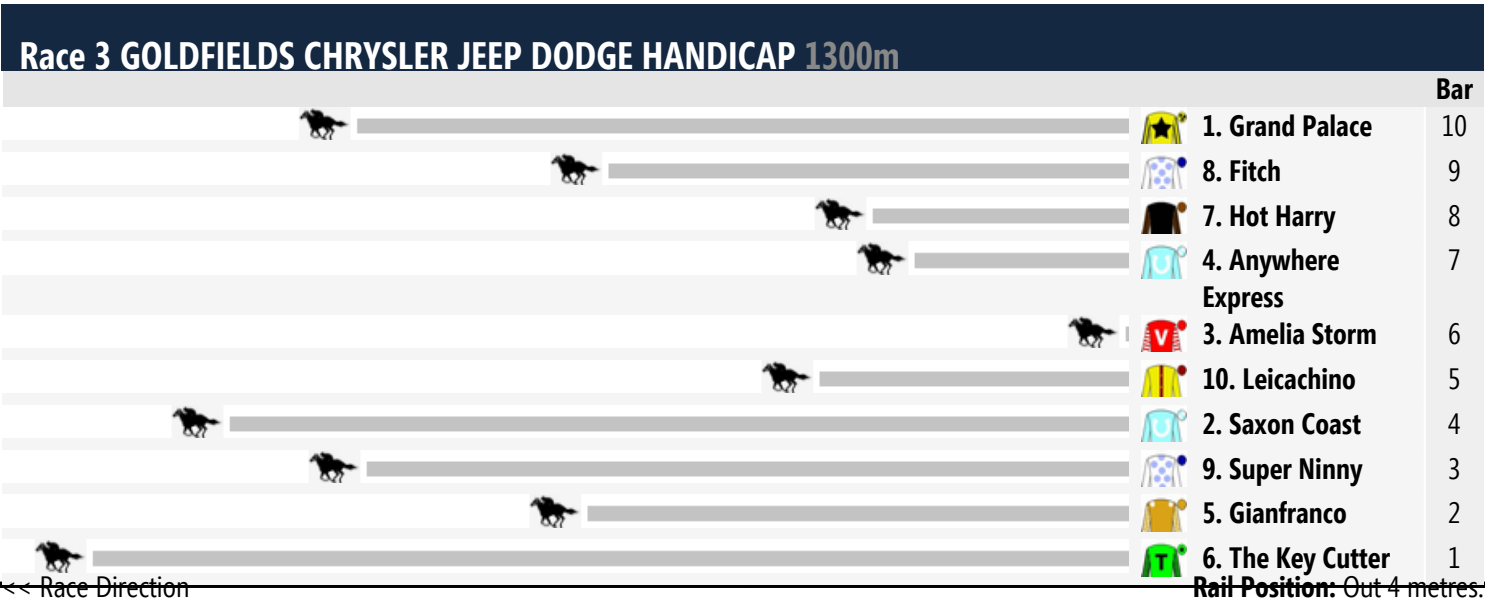 Race 3 GOLDFIELDS CHRYSLER JEEP DODGE HANDICAP 1300m
Bar
1. Grand Palace 10
8. Fitch 9
7. Hot Harry 8
4. Anywhere 7
Express
V 3. Amelia Storm 6
10. Leicachino 5
2. Saxon Coast 4
9. Super Ninny 3
5. Gianfranco 2
T 6. The Key Cutter 1
<<< Race Direction Rail Position: Out 4 metres.